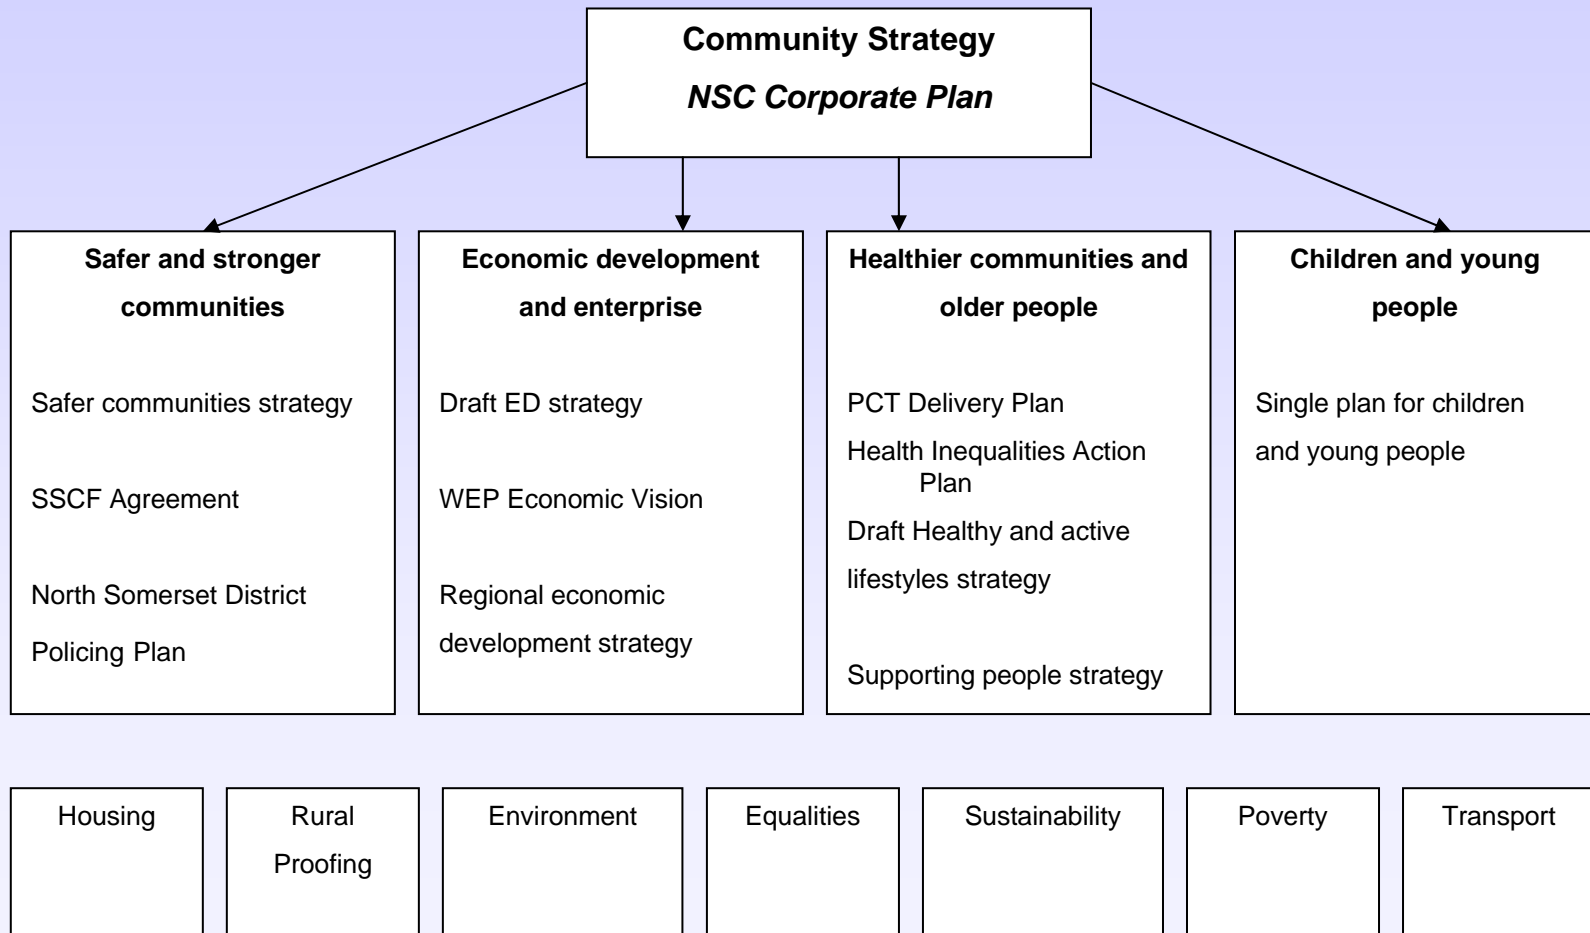 Community Strategy
NSC Corporate Plan
Safer and stronger
communities
Safer communities strategy
SSCF Agreement
North Somerset District
Policing Plan
Economic development
and enterprise
Draft ED strategy
WEP Economic Vision
Regional economic
development strategy
Healthier communities and
older people
PCT Delivery Plan
Health Inequalities Action
Plan
Draft Healthy and active
lifestyles strategy
Supporting people strategy
Children and young
people
Single plan for children
and young people
Housing
Rural
Proofing
Environment
Equalities
Sustainability
Poverty
Transport